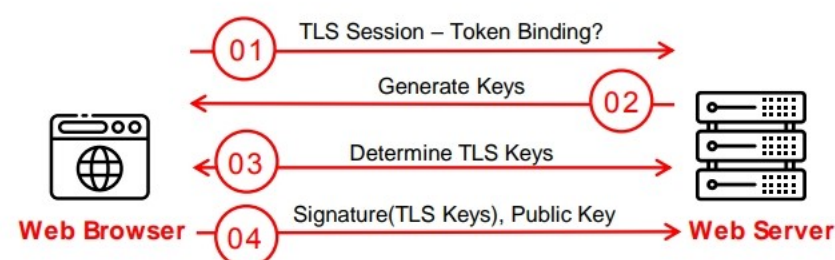 01 TLS Session – Token Binding?
Generate Keys 02
03 Determine TLS Keys
Signature(TLS Keys), Public Key
Web Browser 04 Web Server